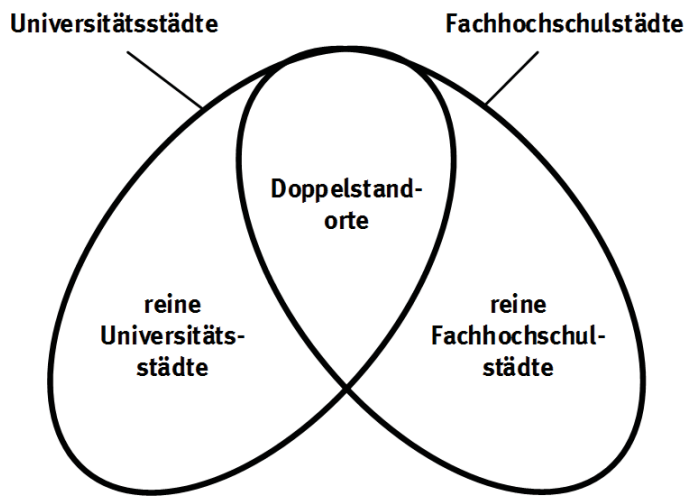 Universitätsstädte
Fachhochschulstädte
Doppelstand-
orte
reine
Universitäts-
städte
reine
Fachhochschul-
städte